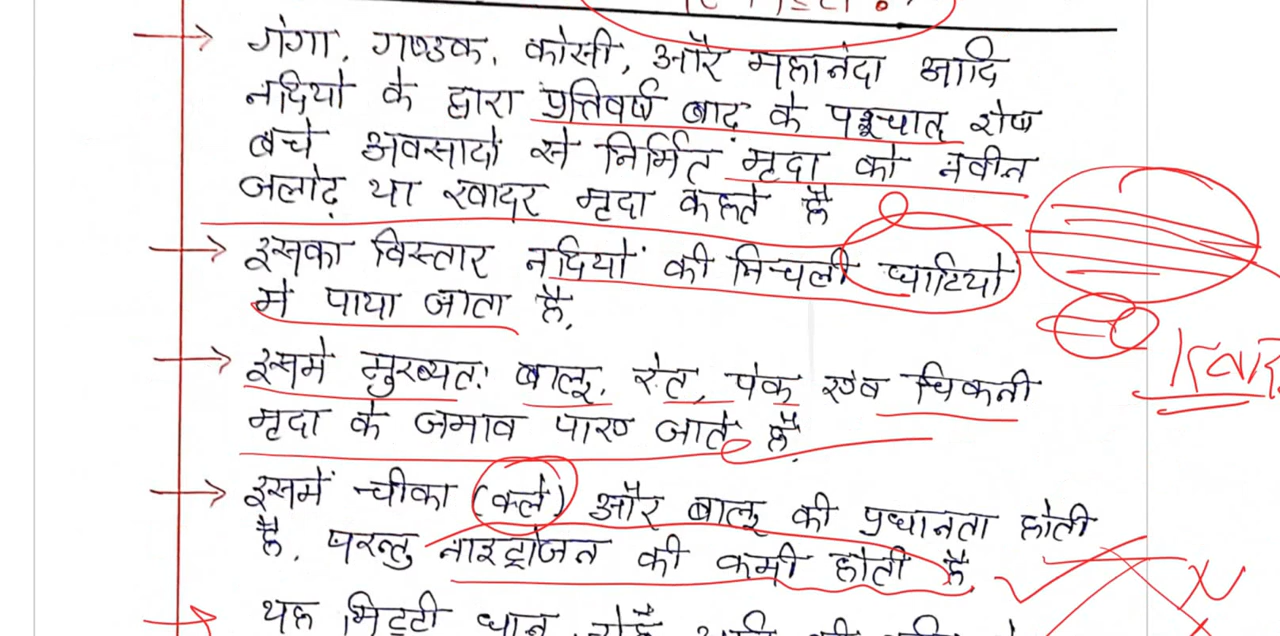 गंगा, गण्डक, कोसी, और महानंदा आदि
नदियो के द्वारा प्रतिवर्ष बाढ़ के पश्चात शेष
बचे अवसादो से निर्मित मृदा को नवीन
जलोढ़ या खादर मृदा कहते है
इसका विस्तार नदियों की निचली घाटियो
मे पाया जाता है.
इसमे मुख्यत: बालू, रेत, पंक एंव चिकनी
मृदा के जमाव पाए जाते है.
इसमें चीका (क्ले) और बालू की प्रधानता होती
है. परन्तु नाइट्रोजन की कमी होती है.
यह मिट्टी धान